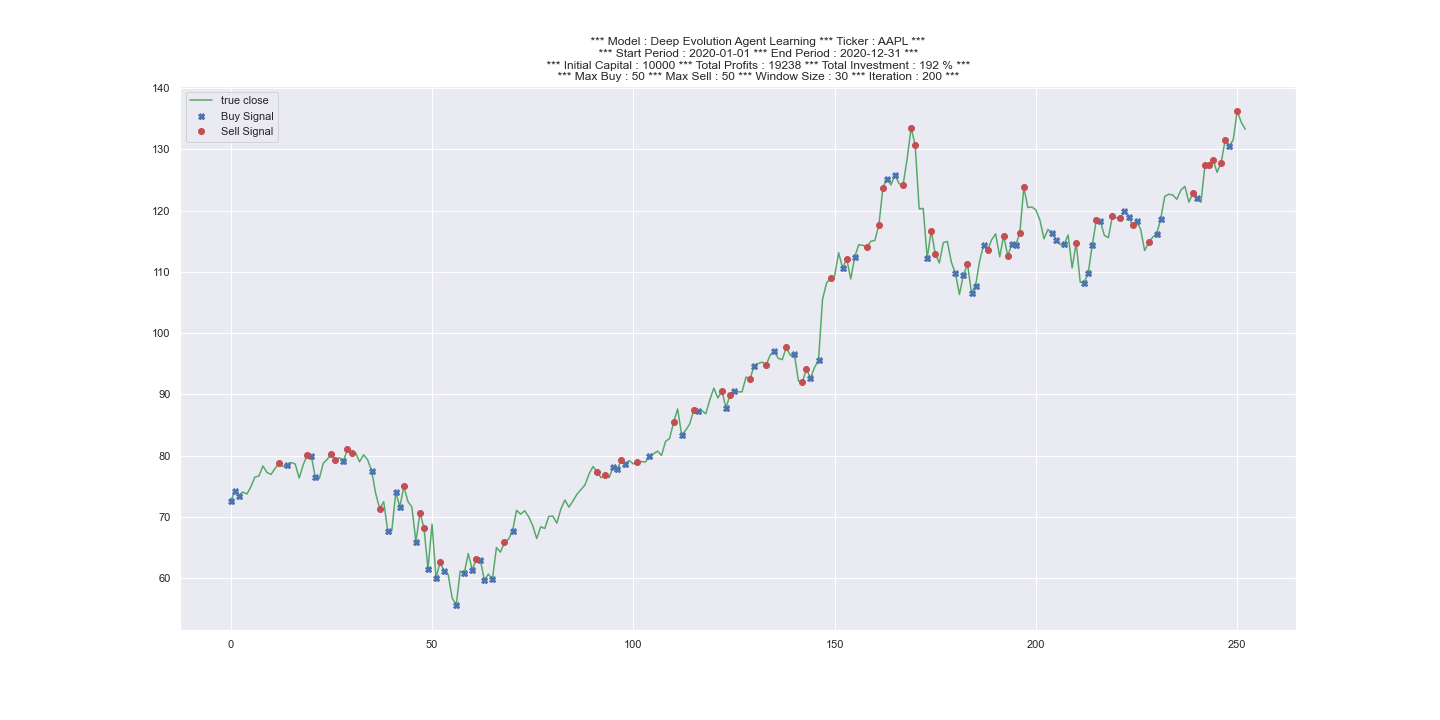 *** Model : Deep Evolution Agent Learning *** Ticker : AAPL ***
*** Start Period : 2020-01-01 *** End Period : 2020-12-31 ***
*** Initial Capital : 10000 *** Total Profits : 19238 *** Total Investment : 192 % ***
*** Max Buy : 50 *** Max Sell : 50 *** Window Size : 30 *** Iteration : 200 ***
true close
Buy Signal
Sell Signal
140
130
120
110
100
90
80
70
60
0 50 100 150 200 250